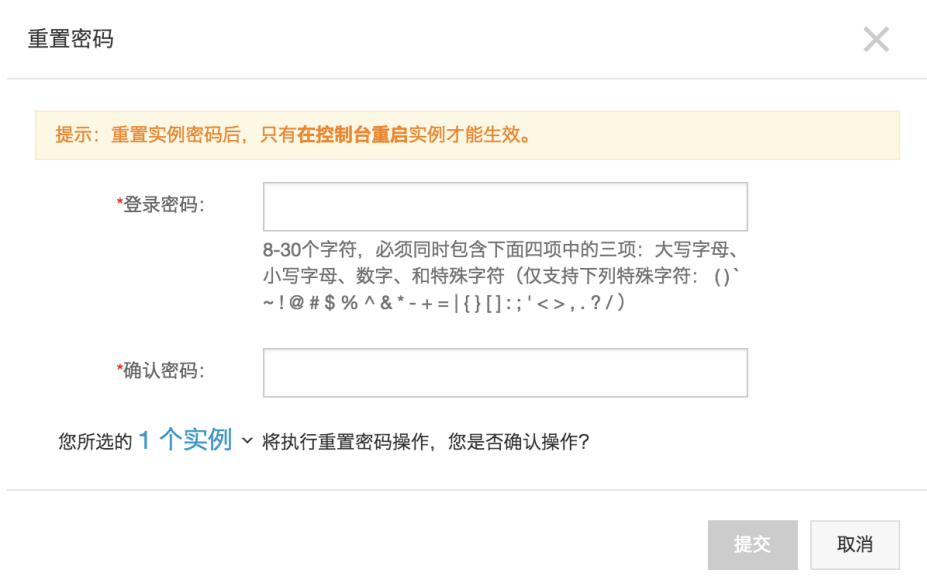 重置密码
提示：重置实例密码后，只有在控制台重启实例才能生效。
*登录密码：
8-30个字符，必须同时包含下面四项中的三项：大写字母、
小写字母、数字、和特殊字符（仅支持下列特殊字符： ( ) `
~ ! @ # $ % ^ & * - + = | { } [ ] : ; ' < > , . ? / ）
*确认密码：
您所选的 1 个实例 将执行重置密码操作，您是否确认操作？
提交 取消